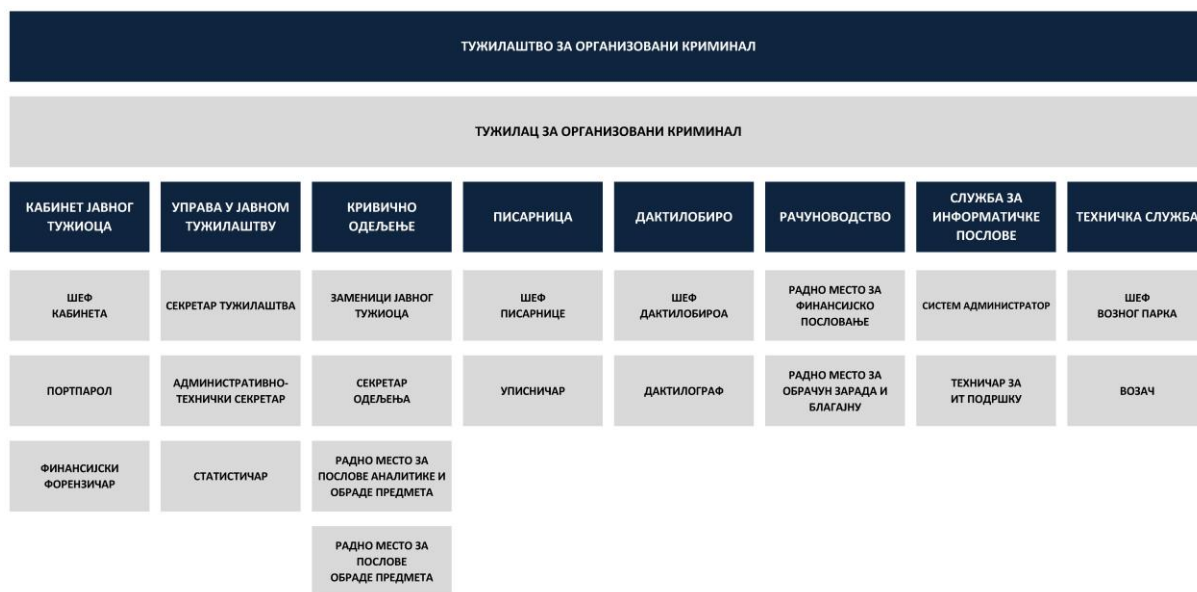 ТУЖИЛАШТВО ЗА ОРГАНИЗОВАНИ КРИМИНАЛ
ТУЖИЛАЦ ЗА ОРГАНИЗОВАНИ КРИМИНАЛ
КАБИНЕТ ЈАВНОГ
ТУЖИОЦА
УПРАВА У ЈАВНОМ
ТУЖИЛАШТВУ
КРИВИЧНО
ОДЕЉЕЊЕ
ПИСАРНИЦА
ДАКТИЛОБИРО
РАЧУНОВОДСТВО
СЛУЖБА ЗА
ИНФОРМАТИЧКЕ
ПОСЛОВЕ
ТЕХНИЧКА СЛУЖБА
ШЕФ
КАБИНЕТА
СЕКРЕТАР ТУЖИЛАШТВА
ЗАМЕНИЦИ ЈАВНОГ
ТУЖИОЦА
ШЕФ
ПИСАРНИЦЕ
ШЕФ
ДАКТИЛОБИРОА
РАДНО МЕСТО ЗА
ФИНАНСИЈСКО
ПОСЛОВАЊЕ
СИСТЕМ АДМИНИСТРАТОР
ШЕФ
ВОЗНОГ ПАРКА
ПОРТПАРОЛ
АДМИНИСТРАТИВНО-
ТЕХНИЧКИ СЕКРЕТАР
СЕКРЕТАР
ОДЕЉЕЊА
УПИСНИЧАР
ДАКТИЛОГРАФ
РАДНО МЕСТО ЗА
ОБРАЧУН ЗАРАДА И
БЛАГАЈНУ
ТЕХНИЧАР ЗА
ИТ ПОДРШКУ
ВОЗАЧ
ФИНАНСИЈСКИ
ФОРЕНЗИЧАР
СТАТИСТИЧАР
РАДНО МЕСТО ЗА
ПОСЛОВЕ АНАЛИТИКЕ И
ОБРАДЕ ПРЕДМЕТА
РАДНО МЕСТО ЗА
ПОСЛОВЕ
ОБРАДЕ ПРЕДМЕТА